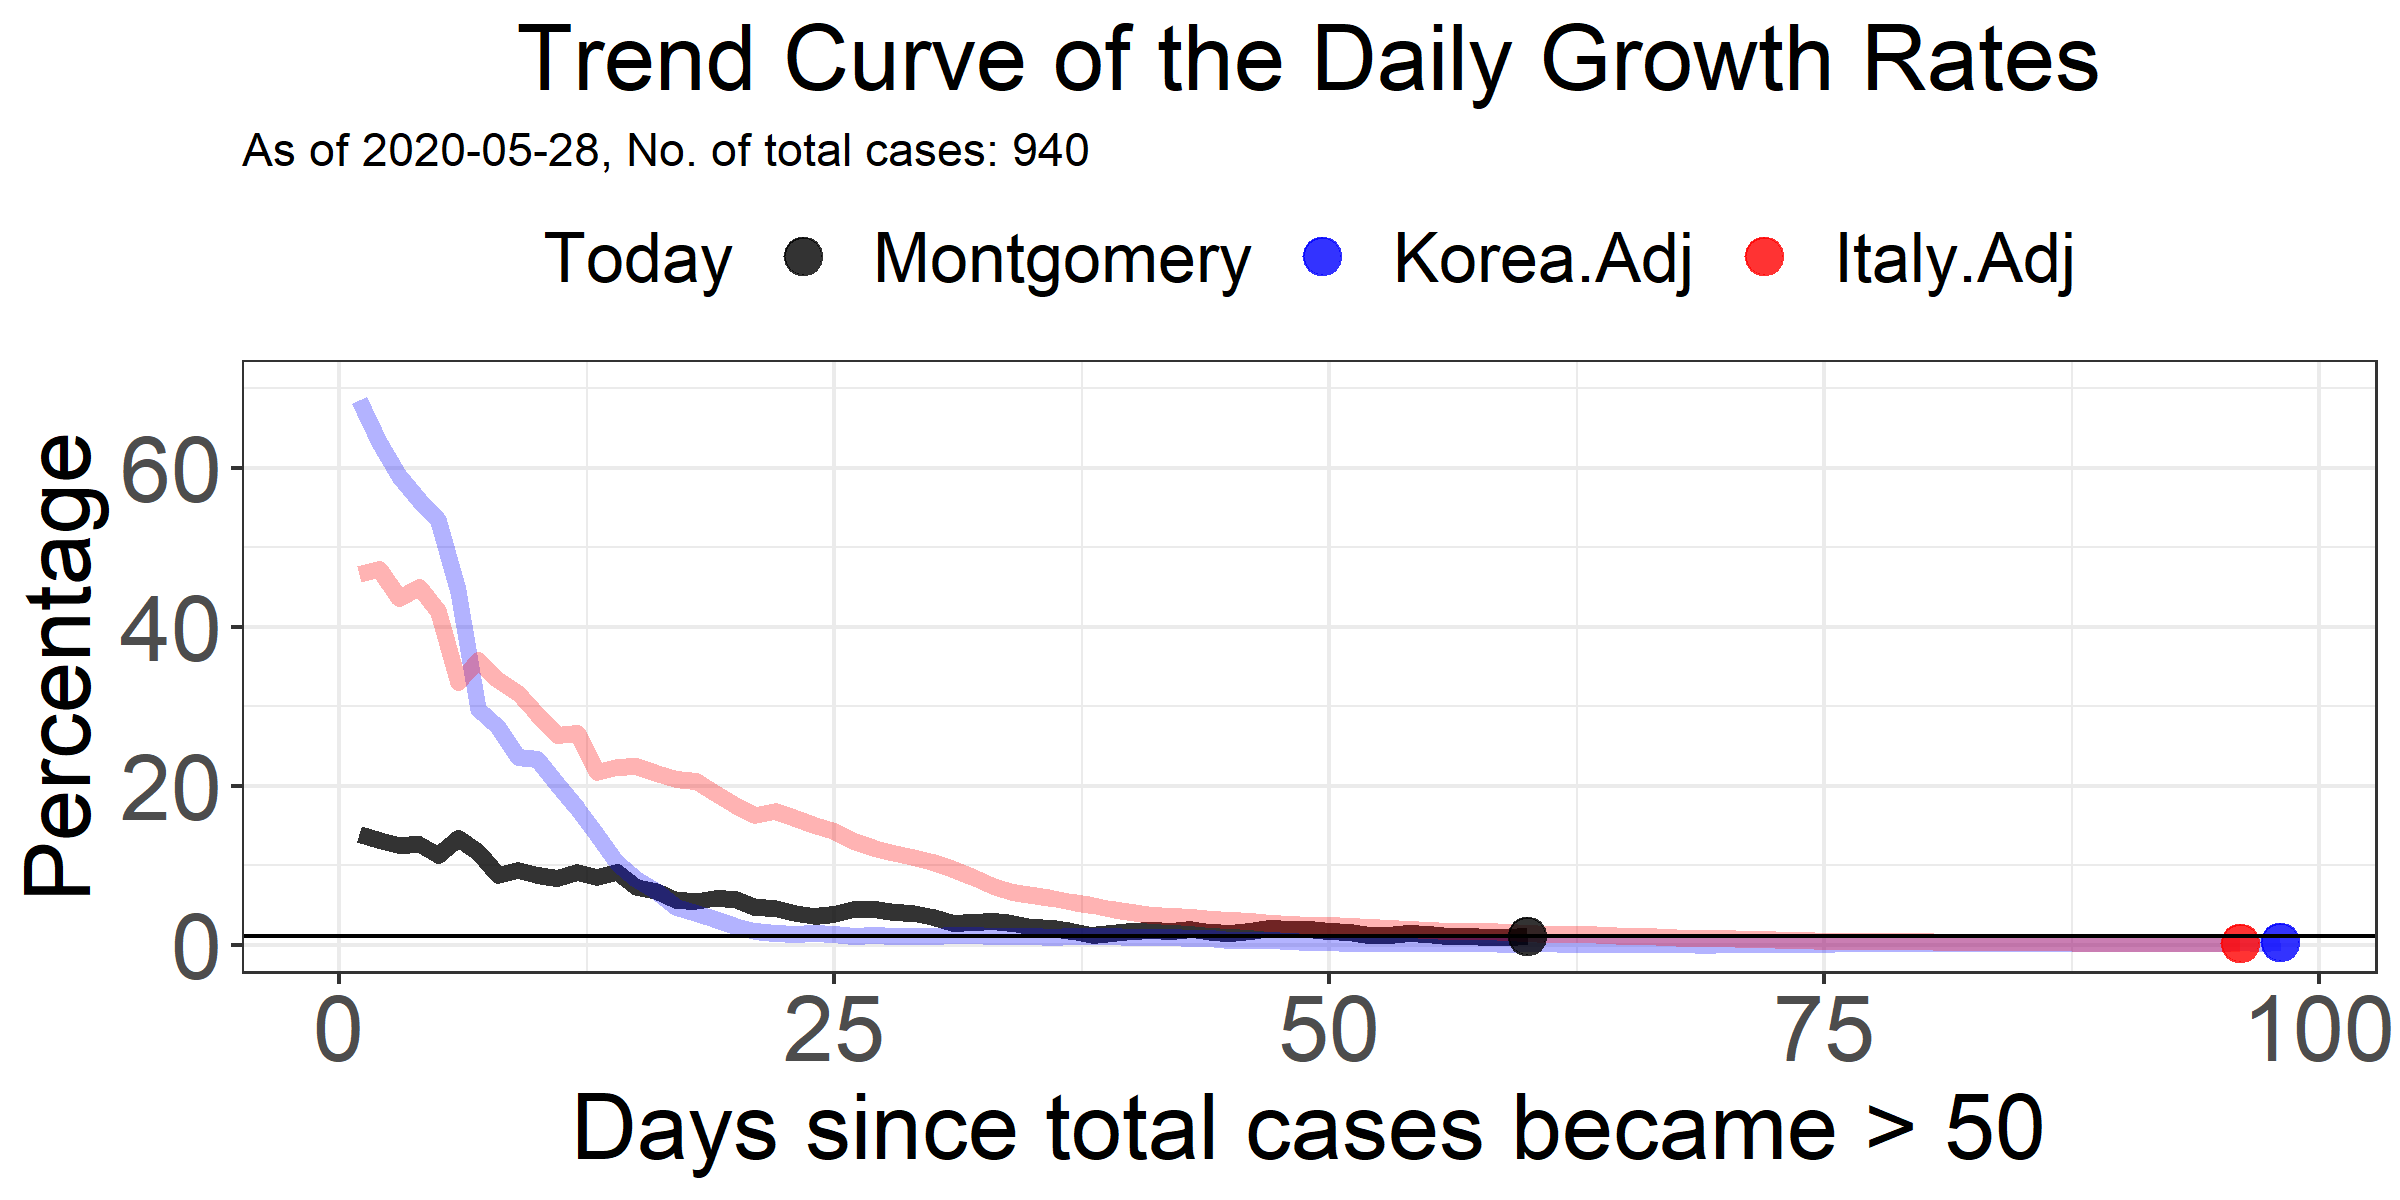 Trend Curve of the Daily Growth Rates
As of 2020-05-28, No. of total cases: 940
Today Montgomery Korea.Adj Italy.Adj
Percentage
60
40
20
0
0 25 50 75 100
Days since total cases became > 50